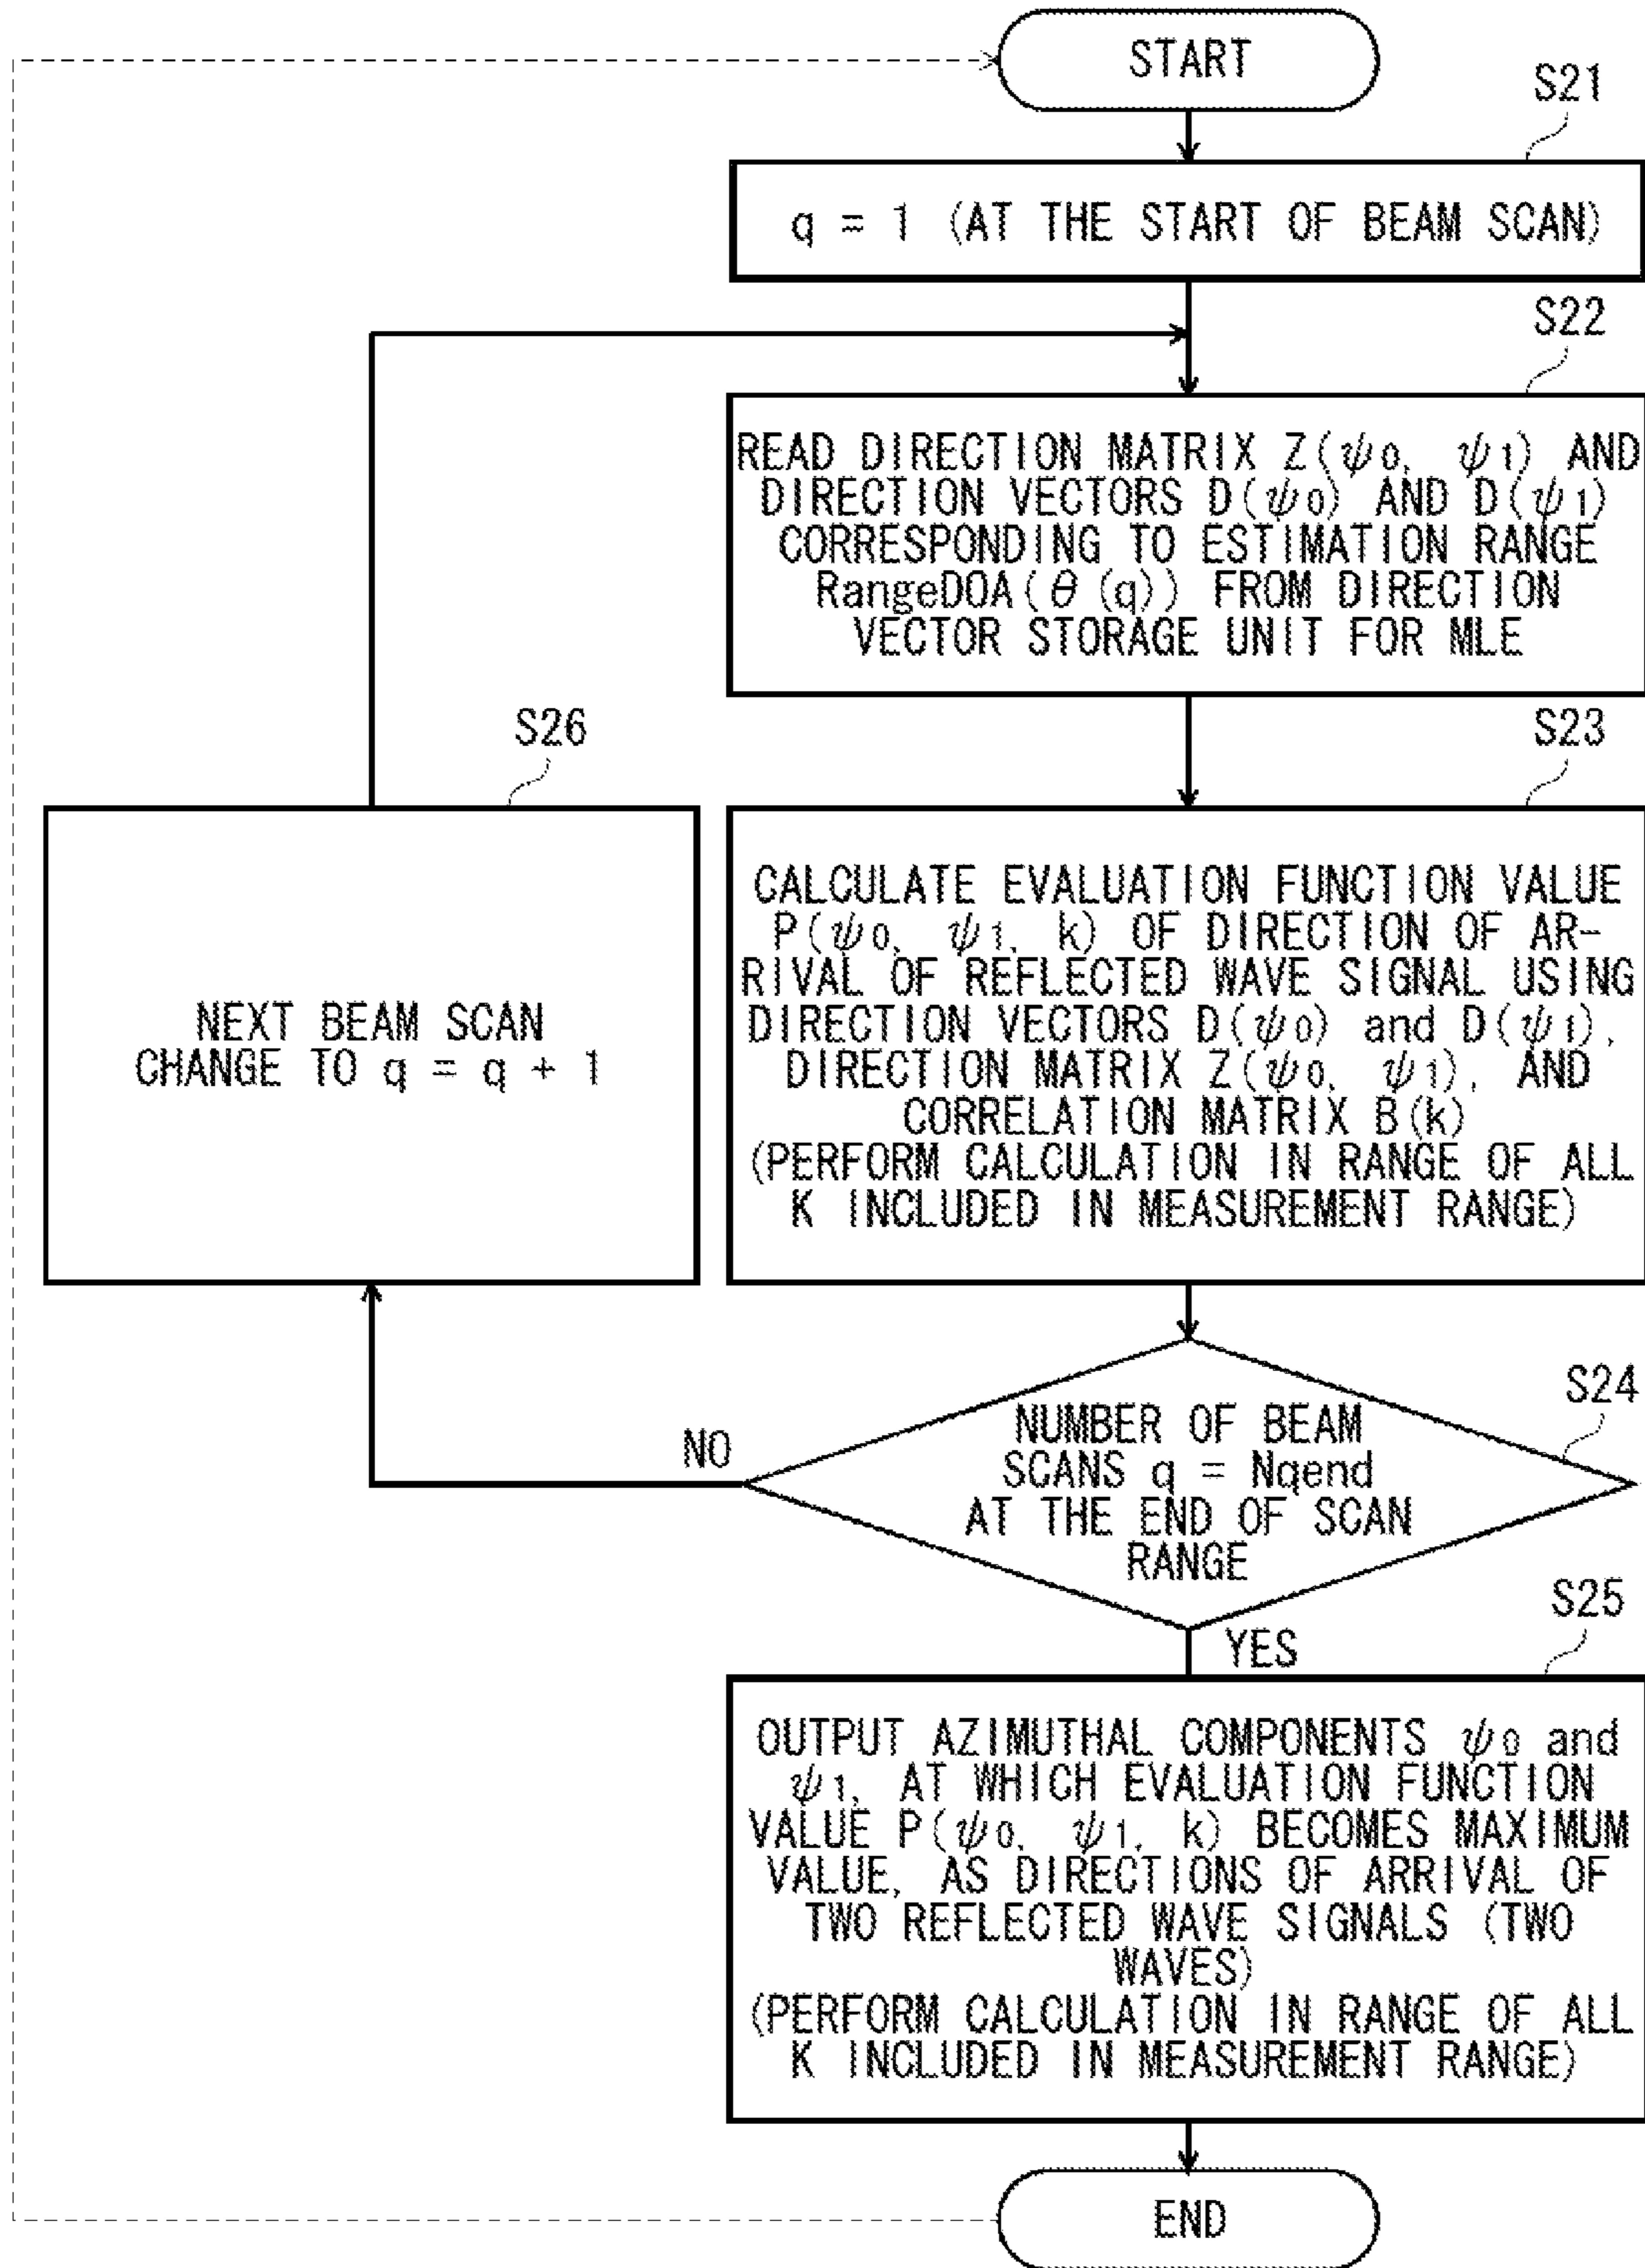 START
S21
q = 1 (AT THE START OF BEAM SCAN)
S22
READ DIRECTION MATRIX Z(ψ0, ψ1) AND
DIRECTION VECTORS D(ψ0) AND D(ψ1)
CORRESPONDING TO ESTIMATION RANGE
RangeDOA(θ(q)) FROM DIRECTION
VECTOR STORAGE UNIT FOR MLE
S26
NEXT BEAM SCAN
CHANGE TO q = q + 1
S23
CALCULATE EVALUATION FUNCTION VALUE
P(ψ0, ψ1, k) OF DIRECTION OF AR-
RIVAL OF REFLECTED WAVE SIGNAL USING
DIRECTION VECTORS D(ψ0) and D(ψ1),
DIRECTION MATRIX Z(ψ0, ψ1), AND
CORRELATION MATRIX B(k)
(PERFORM CALCULATION IN RANGE OF ALL
K INCLUDED IN MEASUREMENT RANGE)
S24
NUMBER OF BEAM
SCANS q = Nqend
AT THE END OF SCAN
RANGE
NO
YES
S25
OUTPUT AZIMUTHAL COMPONENTS ψ0 and
ψ1, AT WHICH EVALUATION FUNCTION
VALUE P(ψ0, ψ1, k) BECOMES MAXIMUM
VALUE, AS DIRECTIONS OF ARRIVAL OF
TWO REFLECTED WAVE SIGNALS (TWO
WAVES)
(PERFORM CALCULATION IN RANGE OF ALL
K INCLUDED IN MEASUREMENT RANGE)
END